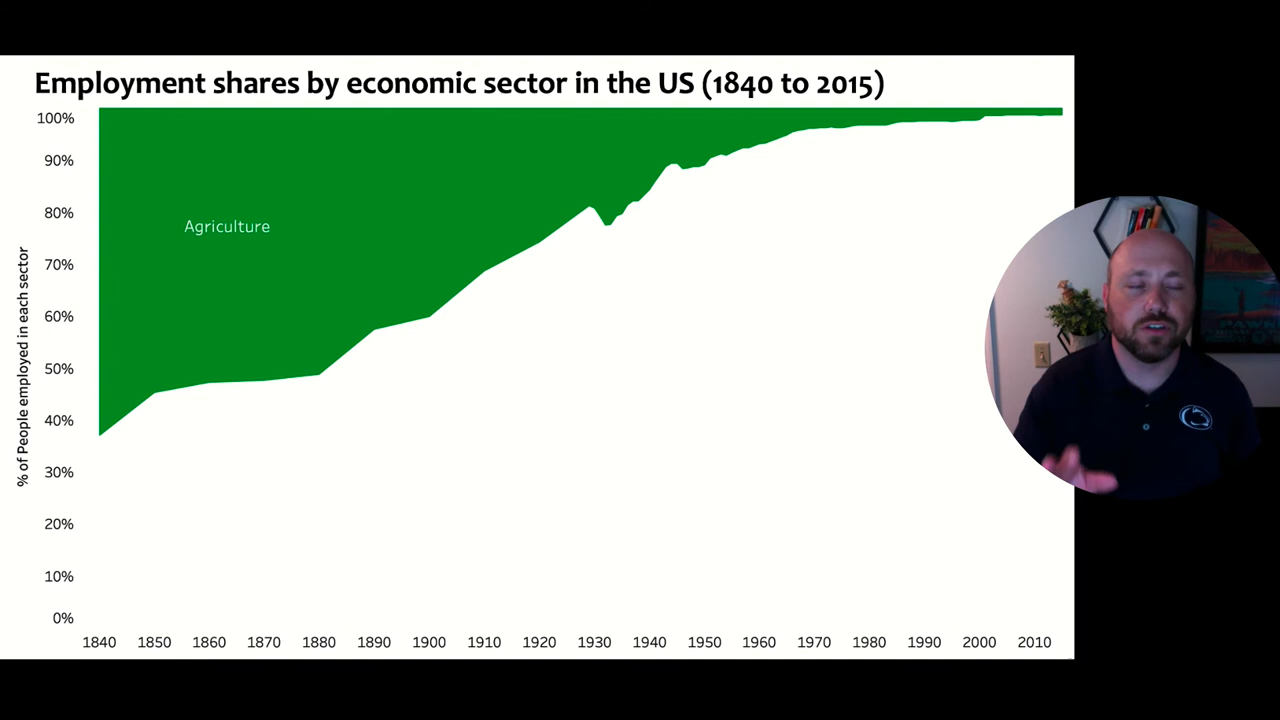 Employment shares by economic sector in the US (1840 to 2015)
100%
90%
80%
70%
60%
50%
40%
30%
20%
10%
0%
% of People employed in each sector
Agriculture
1840 1850 1860 1870 1880 1890 1900 1910 1920 1930 1940 1950 1960 1970 1980 1990 2000 2010